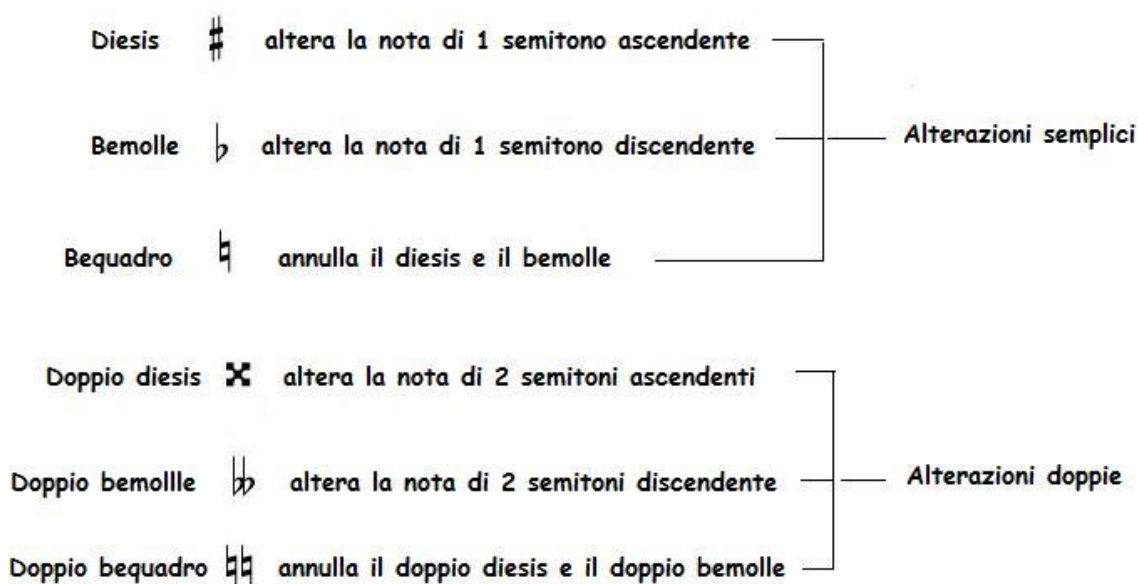 Diesis ♯ altera la nota di 1 semitono ascendente
Bemolle ♭ altera la nota di 1 semitono discendente
Alterazioni semplici
Bequadro ♮ annulla il diesis e il bemolle
Doppio diesis 𝄪 altera la nota di 2 semitoni ascendenti
Doppio bemollle 𝄫 altera la nota di 2 semitoni discendente
Alterazioni doppie
Doppio bequadro ♮♮ annulla il doppio diesis e il doppio bemolle